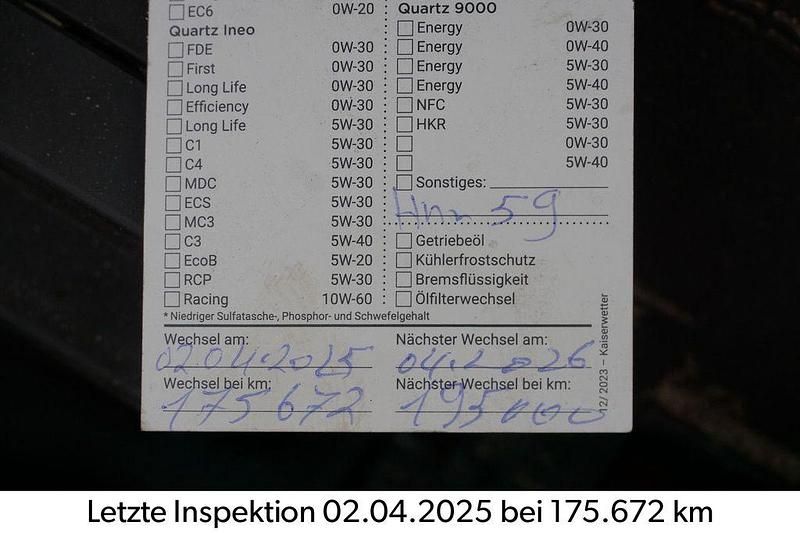 EC6 0W-20
Quartz Ineo
FDE 0W-30
First 0W-30
Long Life 0W-30
Efficiency 0W-30
Long Life 5W-30
C1 5W-30
C4 5W-30
MDC 5W-30
ECS 5W-30
MC3 5W-30
C3 5W-40
EcoB 5W-20
RCP 5W-30
Racing 10W-60
Quartz 9000
Energy 0W-30
Energy 0W-40
Energy 5W-30
Energy 5W-40
NFC 5W-30
HKR 5W-30
0W-30
5W-40
Sonstiges:
59
Getriebeöl
Kühlerfrostschutz
Bremsflüssigkeit
Ölfilterwechsel
* Niedriger Sulfatasche-, Phosphor- und Schwefelgehalt
Wechsel am: Nächster Wechsel am:
02.04.2025 04.2026
Wechsel bei km: Nächster Wechsel bei km:
175672 195000
12/2023 – Kaiserwetter
Letzte Inspektion 02.04.2025 bei 175.672 km